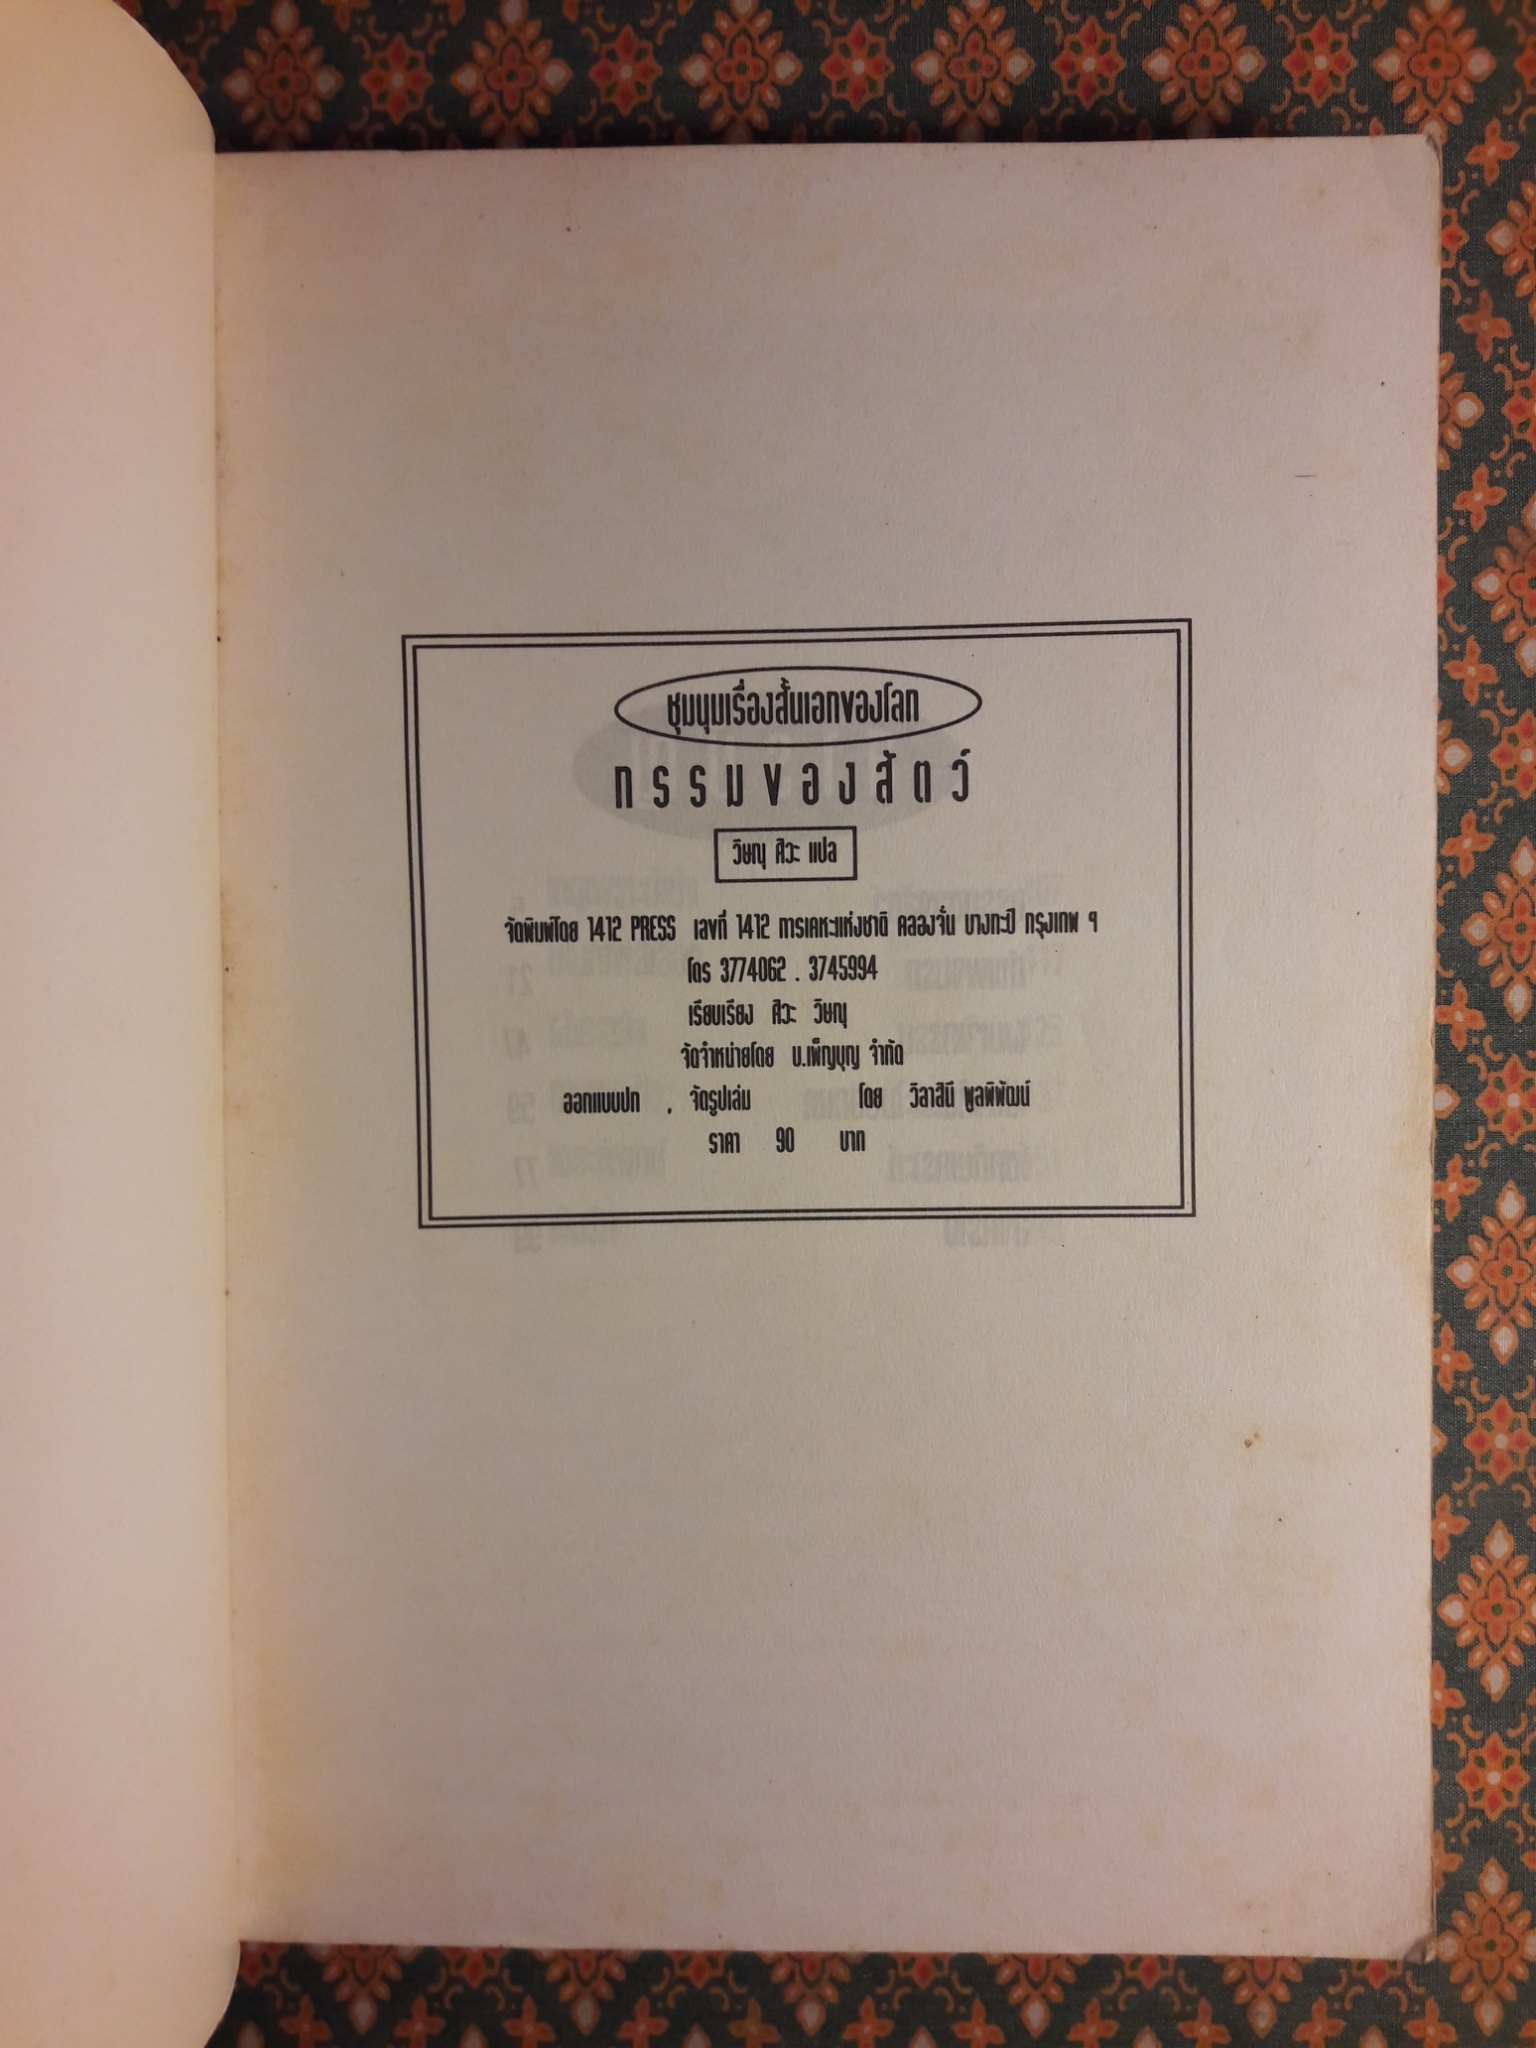 ชุมนุมเรื่องสั้นเอกของโลก
กรรมของสัตว์
วิษณุ ศิวะ แปล
จัดพิมพ์โดย 1412 PRESS เลขที่ 1412 การเคหะแห่งชาติ คลองจั่น บางกะปิ กรุงเทพ ฯ
โทร 3774062 . 3745994
เรียบเรียง ศิวะ วิษณุ
จัดจำหน่ายโดย บ.เพ็ญบุญ จำกัด
ออกแบบปก , จัดรูปเล่ม โดย วิลาสินี พูลพิพัฒน์
ราคา 90 บาท